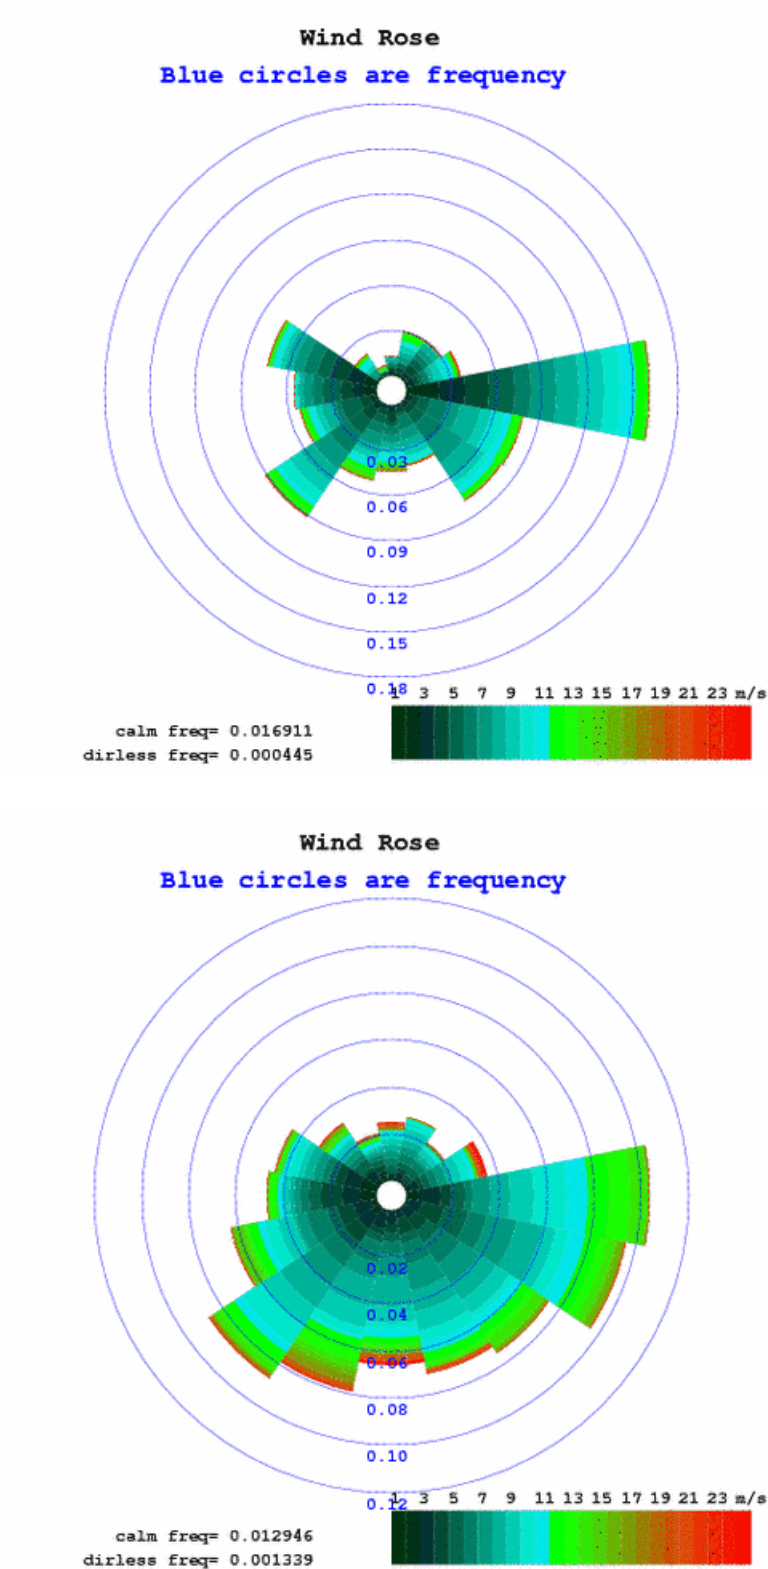 Wind Rose
Blue circles are frequency
0.03
0.06
0.09
0.12
0.15
0.18
1 3 5 7 9 11 13 15 17 19 21 23 m/s
calm freq= 0.016911
dirless freq= 0.000445
Wind Rose
Blue circles are frequency
0.02
0.04
0.06
0.08
0.10
0.12
1 3 5 7 9 11 13 15 17 19 21 23 m/s
calm freq= 0.012946
dirless freq= 0.001339